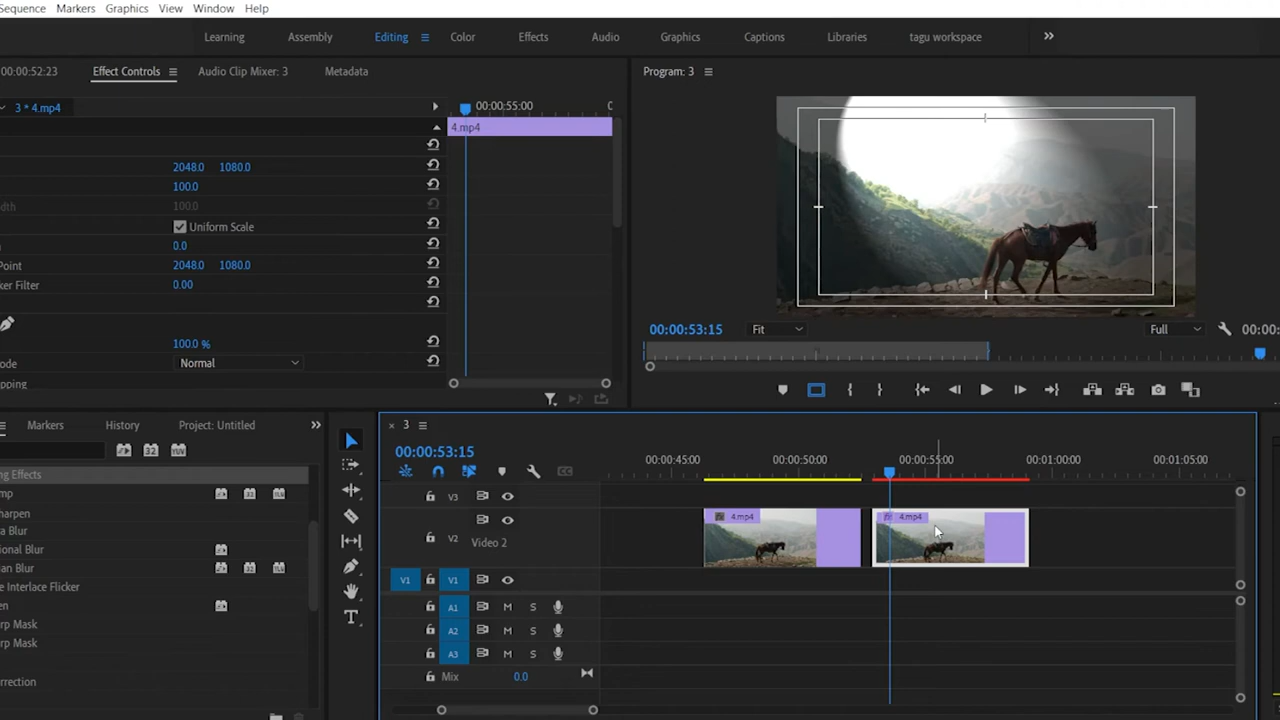 Sequence Markers Graphics View Window Help
Learning Assembly Editing Color Effects Audio Graphics Captions Libraries tagu workspace
00:00:52:23 Effect Controls Audio Clip Mixer: 3 Metadata
Program: 3
3 * 4.mp4
00:00:55:00
4.mp4
2048.0 1080.0
100.0
width 100.0
Uniform Scale
0.0
Point 2048.0 1080.0
ker Filter 0.00
100.0 %
ode Normal
pping
00:00:53:15 Fit Full 00:00:
Markers History Project: Untitled
3
00:00:53:15
00:00:45:00 00:00:50:00 00:00:55:00 00:01:00:00 00:01:05:00
ng Effects
mp
harpen
a Blur
ional Blur
ian Blur
e Interlace Flicker
en
rp Mask
rp Mask
rrection
V3
4.mp4 4.mp4
V2 Video 2
V1 V1
A1 M S
A2 M S
A3 M S
Mix 0.0